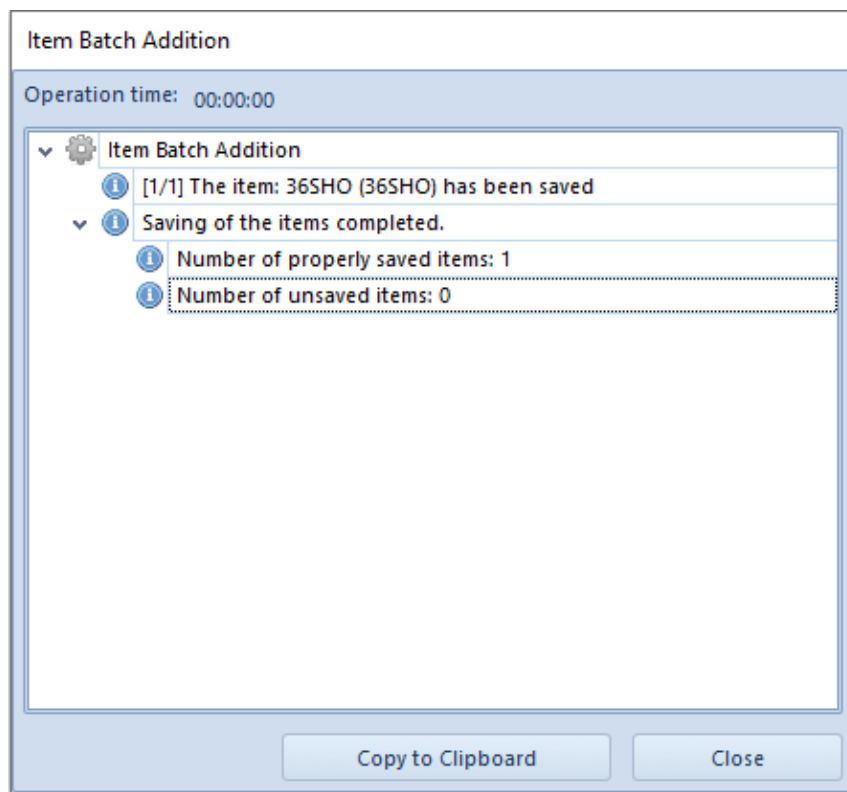 Item Batch Addition
Operation time: 00:00:00
Item Batch Addition
[1/1] The item: 36SHO (36SHO) has been saved
Saving of the items completed.
Number of properly saved items: 1
Number of unsaved items: 0
Copy to Clipboard Close